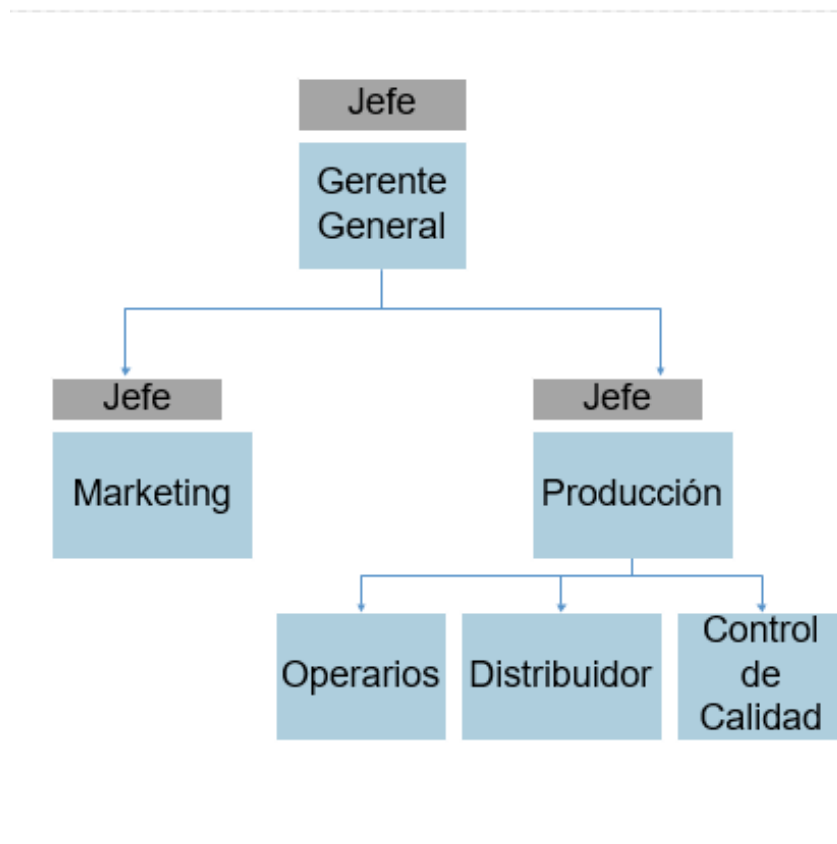 Jefe
Gerente
General
Jefe
Jefe
Marketing
Producción
Operarios
Distribuidor
Control
de
Calidad